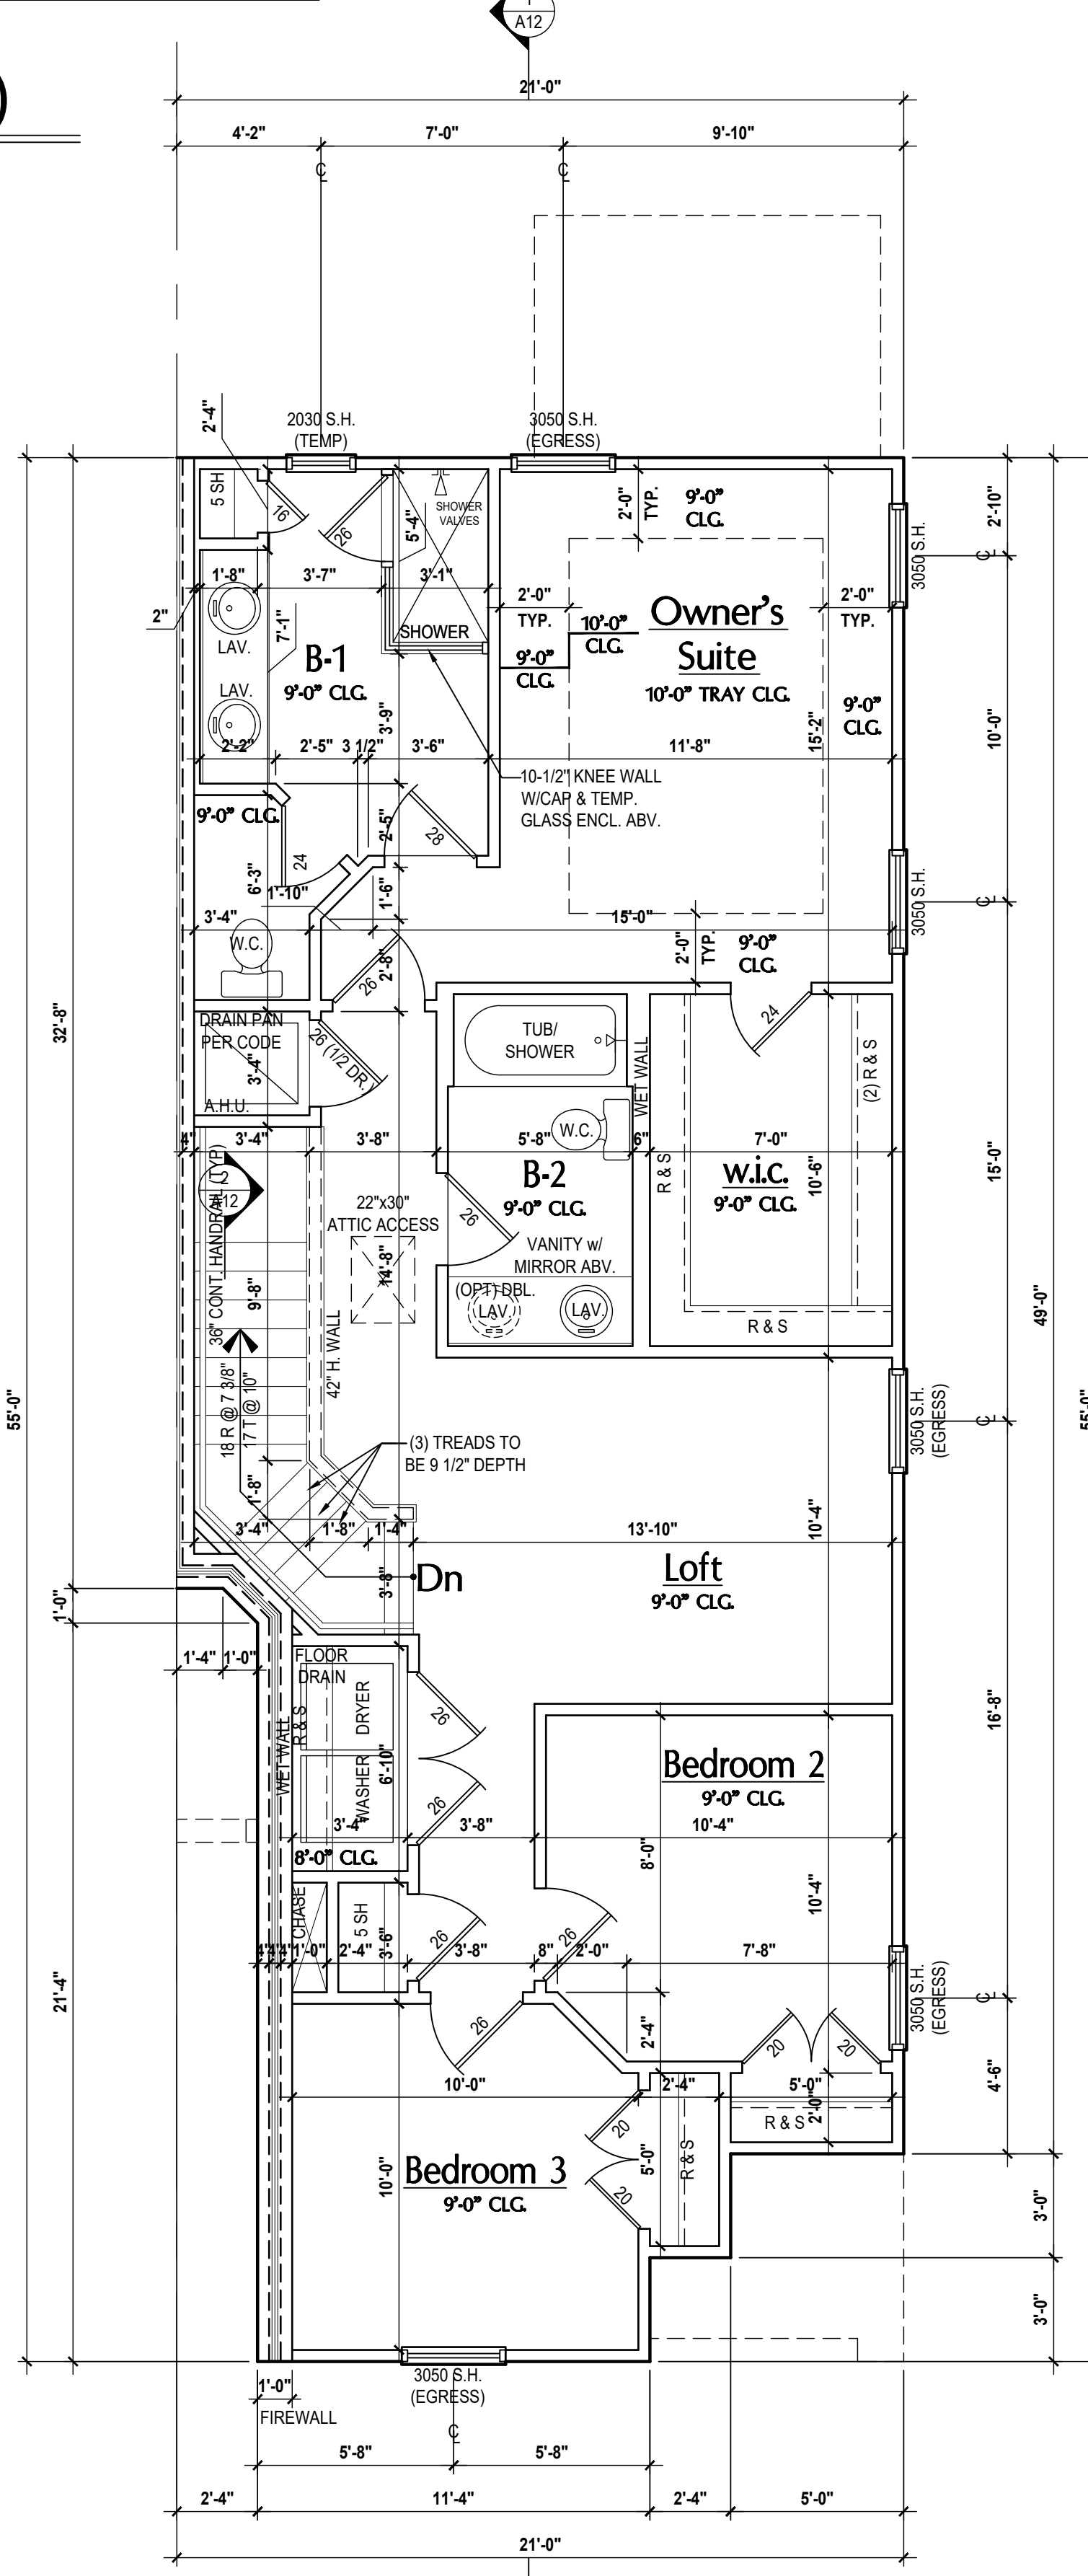 1
A12
21'-0"
4'-2" 7'-0" 9'-10"
C L C L
2'-4"
2030 S.H.
(TEMP)
3050 S.H.
(EGRESS)
5 SH
16
26
SHOWER
VALVES
5'-4"
2'-0"
TYP.
9'-0"
CLG.
2'-10"
3050 S.H.
C L
1'-8" 3'-7" 3'-1"
2"
LAV.
7'-1"
SHOWER
2'-0"
TYP.
10'-0"
CLG.
9'-0"
CLG.
Owner's
Suite
10'-0" TRAY CLG.
2'-0"
TYP.
B-1
9'-0" CLG.
LAV.
9'-0"
CLG.
3'-9"
15'-2"
10'-0"
2'-2" 2'-5" 3 1/2" 3'-6" 11'-8"
10-1/2" KNEE WALL
W/CAP & TEMP.
GLASS ENCL. ABV.
9'-0" CLG.
2'-5"
28
24
6'-3"
1'-10"
1'-6"
3050 S.H.
C L
3'-4"
15'-0"
W.C.
2'-0"
TYP.
9'-0"
CLG.
2'-8"
26
24
32'-8"
DRAIN PAN
PER CODE
26 (1/2 DR.)
3'-4"
A.H.U.
TUB/
SHOWER
WET WALL
(2) R & S
4" 3'-4" 3'-8" 5'-8" 6" 7'-0"
W.C.
15'-0"
2
A12
B-2
9'-0" CLG.
R & S
w.i.c.
9'-0" CLG.
10'-6"
22"x30"
ATTIC ACCESS
26
VANITY w/
MIRROR ABV.
(OPT) DBL.
LAV. LAV.
36" CONT. HANDRAIL (TYP)
9'-8"
14'-8"
R & S
49'-0"
42" H. WALL
18 R @ 7 3/8"
17 T @ 10"
55'-0"
55'-0"
3050 S.H.
(EGRESS)
C L
(3) TREADS TO
BE 9 1/2" DEPTH
1'-8"
3'-4" 1'-8" 1'-4" 13'-10"
10'-4"
Loft
9'-0" CLG.
3'-8"
Dn
1'-0"
1'-4" 1'-0"
FLOOR
DRAIN
R & S
WET WALL
DRYER
WASHER
26
26
6'-10"
16'-8"
Bedroom 2
9'-0" CLG.
3'-4" 3'-8" 10'-4"
8'-0" CLG.
8'-0"
10'-4"
CHASE
5 SH
3'-6"
26
26
4" 4" 4" 1'-0" 2'-4" 3'-8" 8" 2'-0" 7'-8"
3050 S.H.
(EGRESS)
C L
21'-4"
26
2'-4"
20 20
4'-6"
10'-0" 2'-4" 5'-0"
2'-0"
R & S
20
5'-0"
R & S
20
10'-0"
Bedroom 3
9'-0" CLG.
3'-0"
3'-0"
3050 S.H.
(EGRESS)
C L
1'-0"
FIREWALL
5'-8" 5'-8"
2'-4" 11'-4" 2'-4" 5'-0"
21'-0"